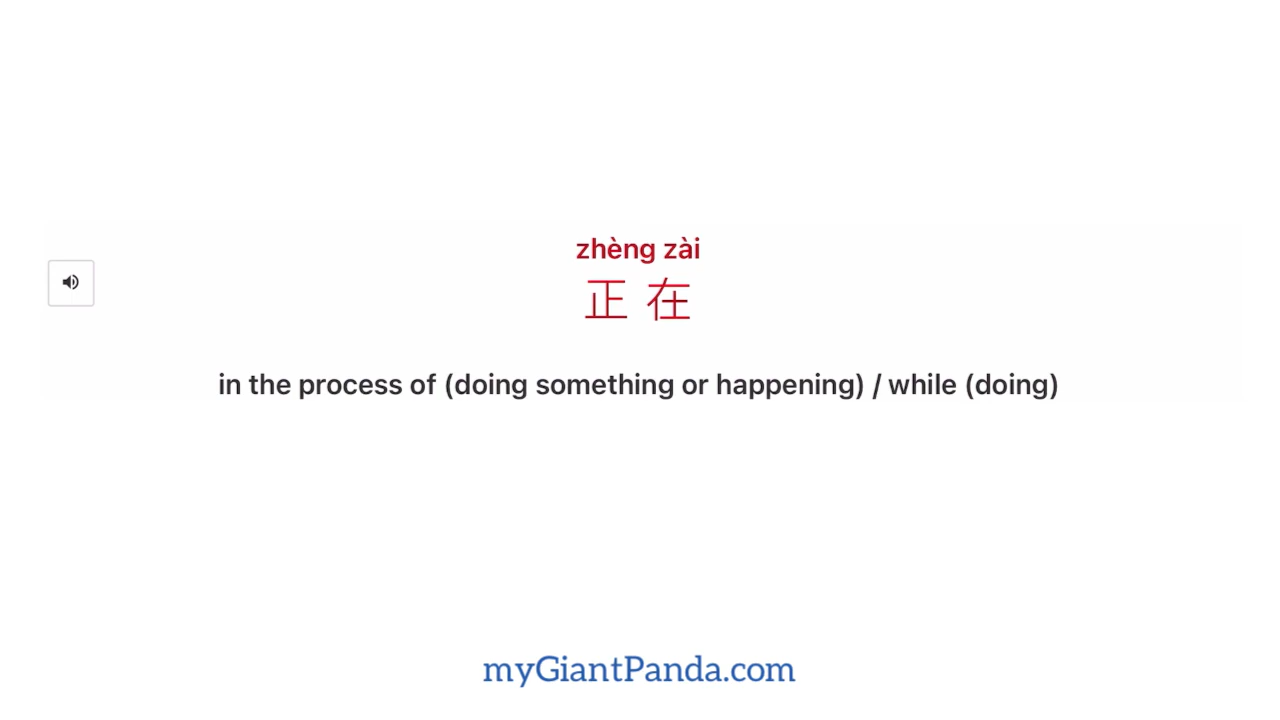 zhèng zài
正 在
in the process of (doing something or happening) / while (doing)
myGiantPanda.com